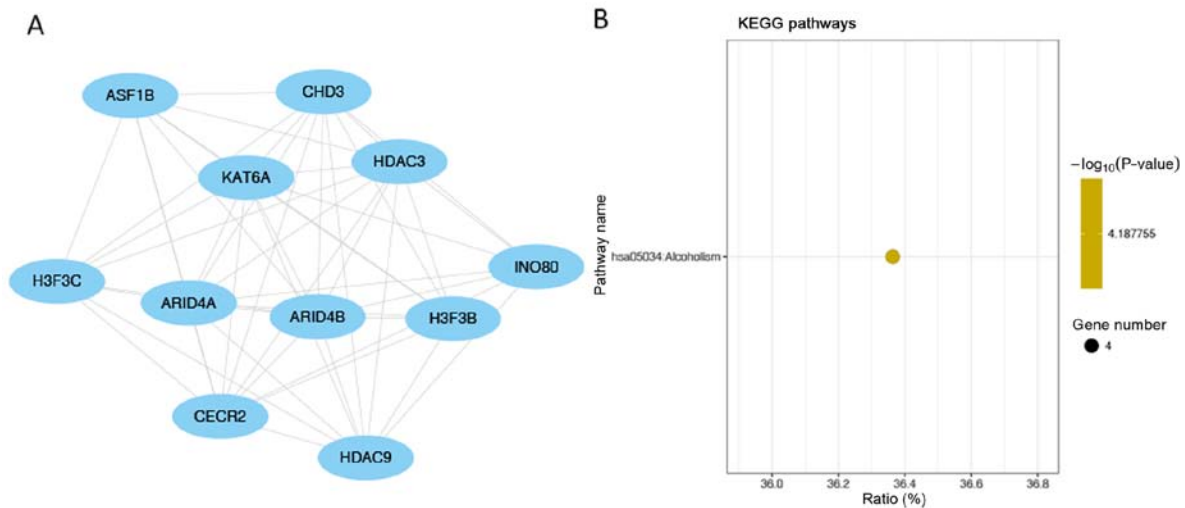 A
ASF1B
CHD3
KAT6A
HDAC3
INO80
H3F3C
ARID4A
ARID4B
H3F3B
CECR2
HDAC9
B
KEGG pathways
Pathway name
hsa05034:Alcoholism
36.0 36.2 36.4 36.6 36.8
Ratio (%)
−log10(P-value)
4.187755
Gene number
4